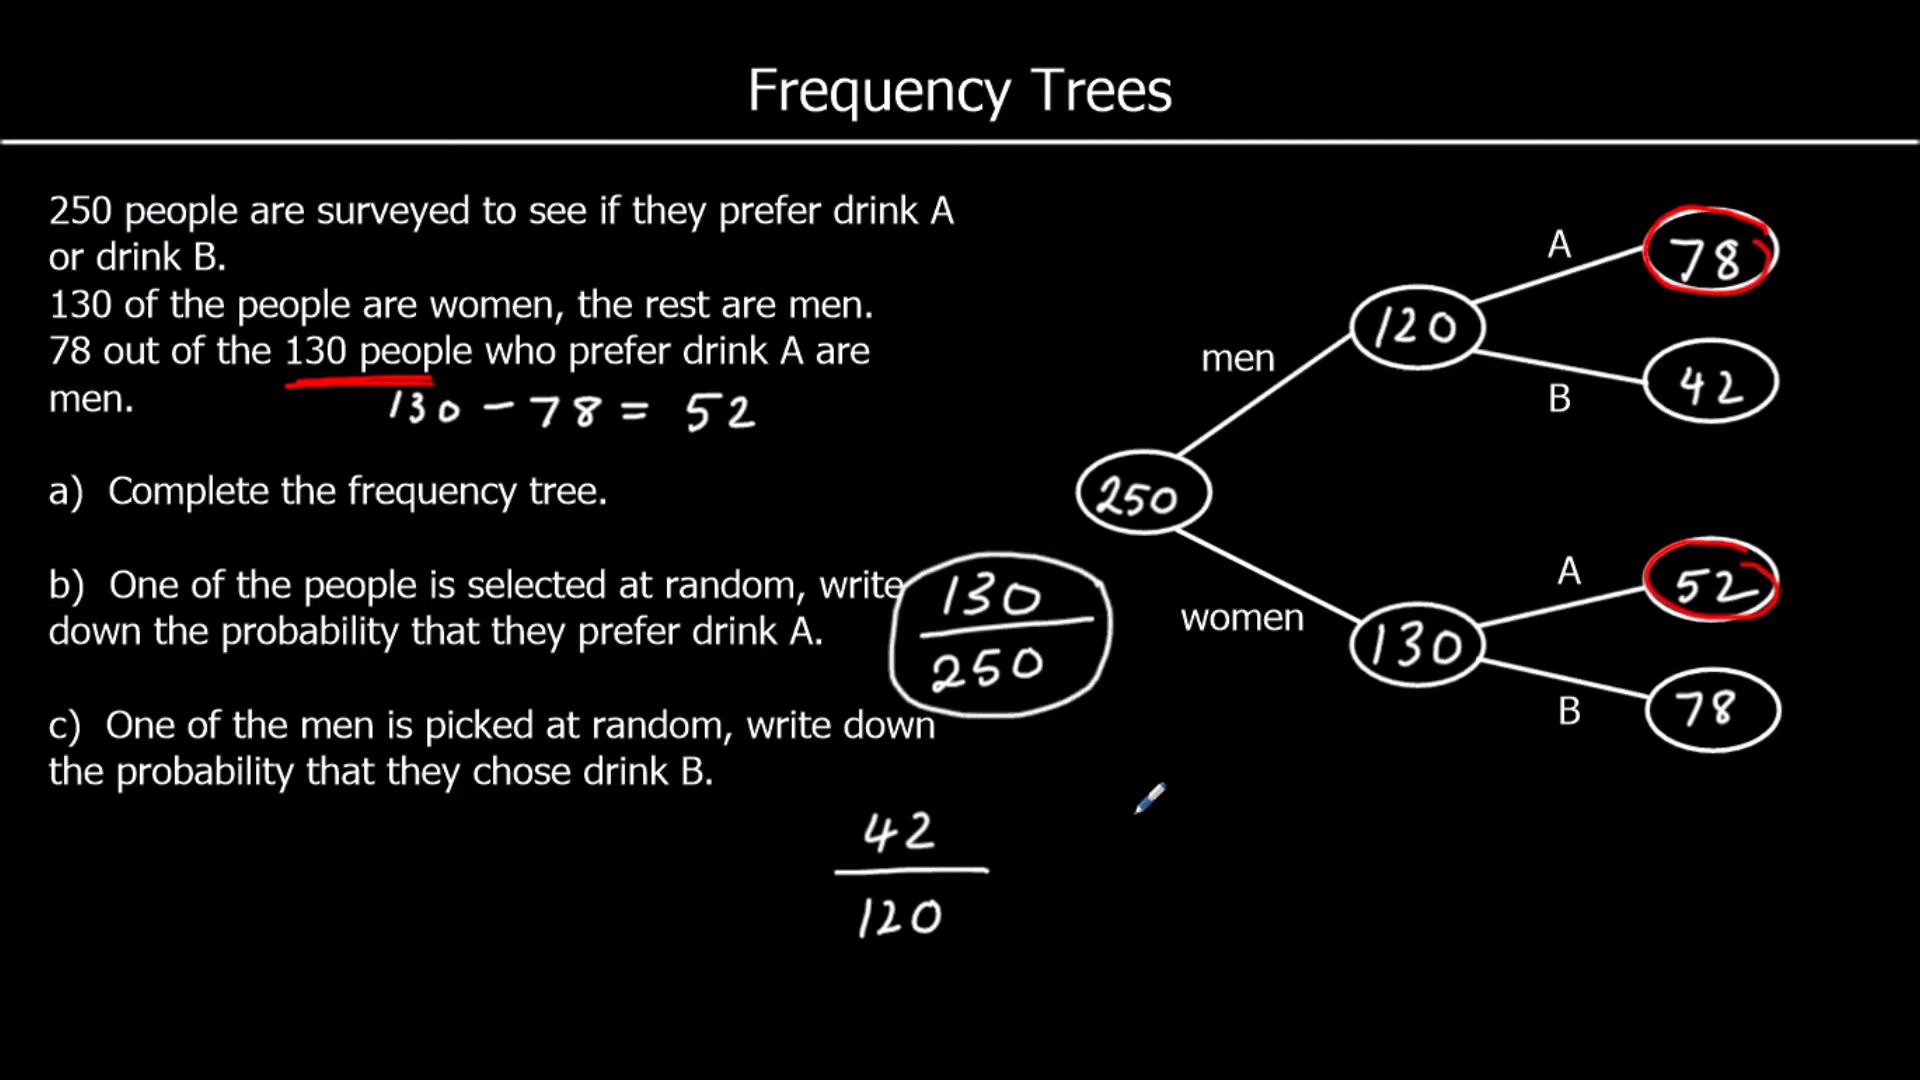 Frequency Trees
250 people are surveyed to see if they prefer drink A
or drink B.
130 of the people are women, the rest are men.
78 out of the 130 people who prefer drink A are
men.
130 - 78 = 52
a) Complete the frequency tree.
b) One of the people is selected at random, write
down the probability that they prefer drink A.
130
250
c) One of the men is picked at random, write down
the probability that they chose drink B.
42
120
250
men
120
A
78
B
42
women
130
A
52
B
78